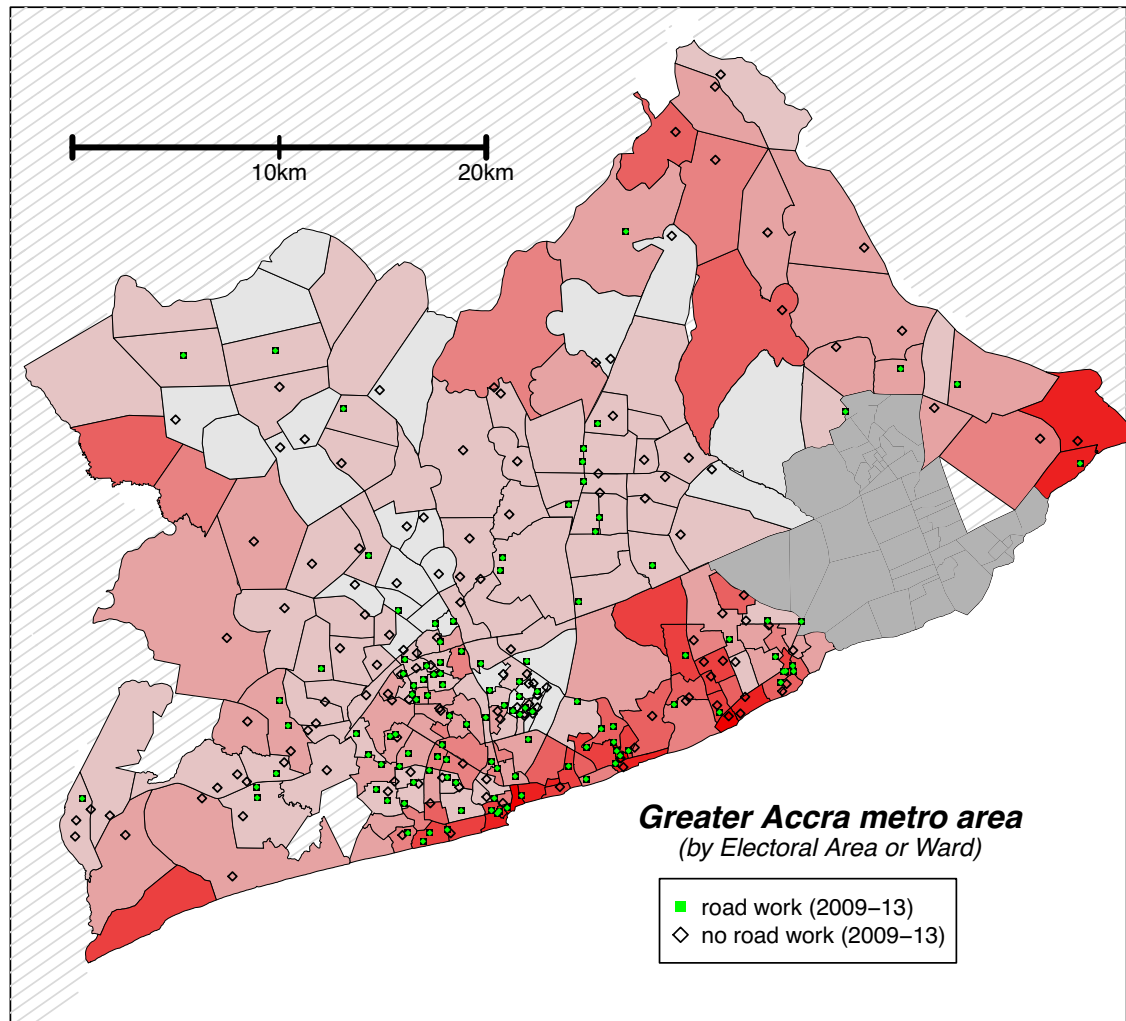 10km
20km
Greater Accra metro area
(by Electoral Area or Ward)
road work (2009−13)
no road work (2009−13)